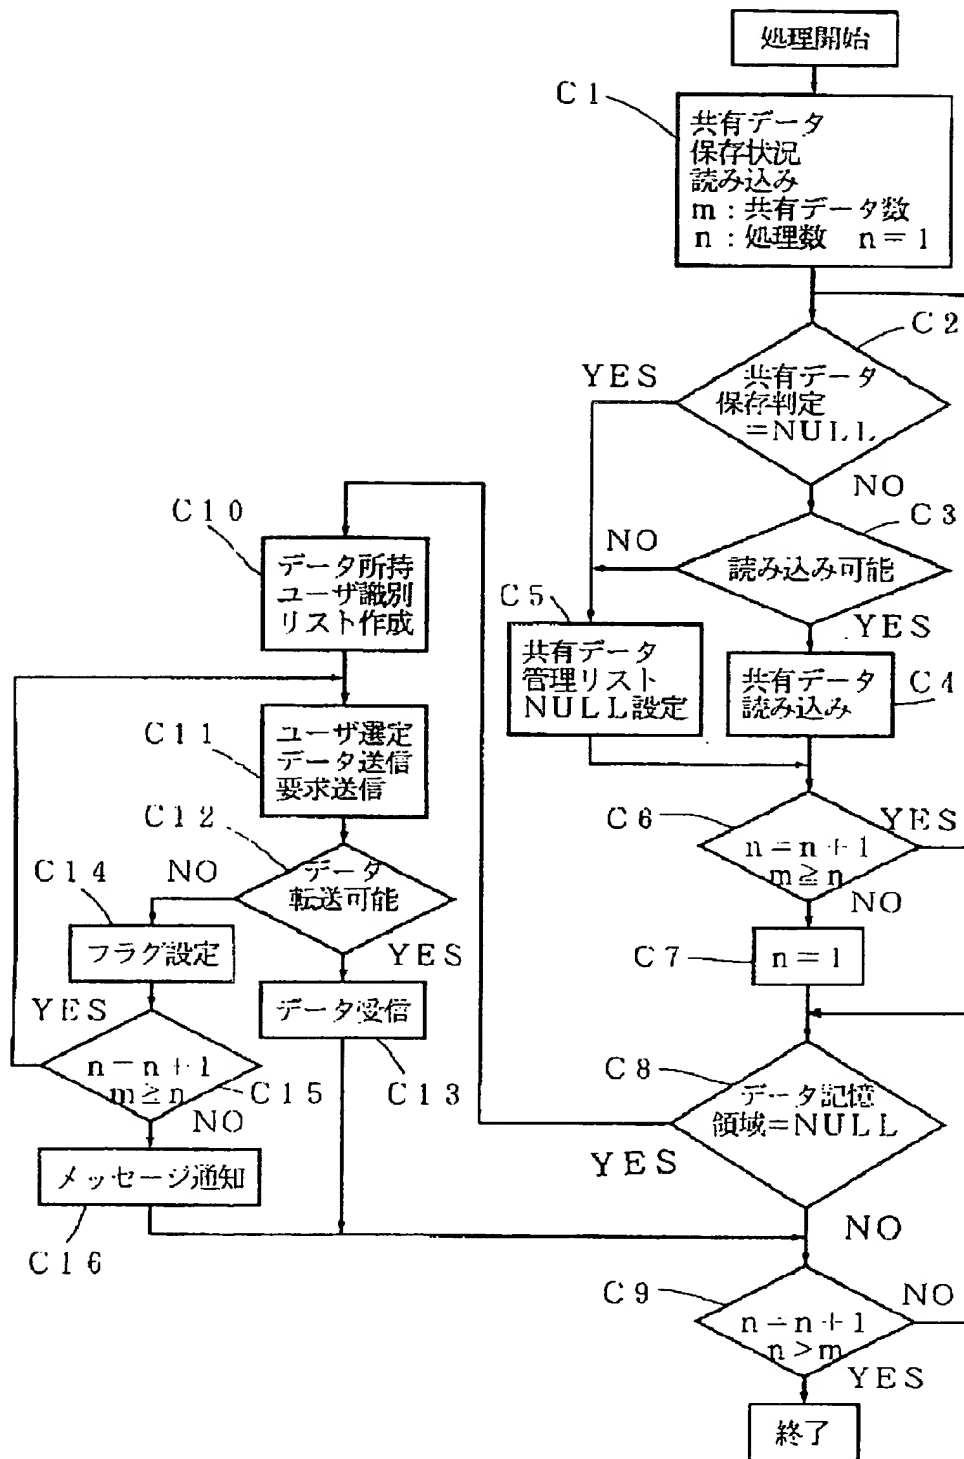 処理開始
C1
共有データ
保存状況
読み込み
m:共有データ数
n:処理数 n=1
C2
YES
共有データ
保存判定
=NULL
NO
C3
NO
読み込み可能
YES
C5
共有データ
管理リスト
NULL設定
C4
共有データ
読み込み
C6
n=n+1
m≧n
YES
NO
C7
n=1
C8
データ記憶
領域=NULL
YES
NO
C9
n=n+1
n>m
NO
YES
終了
C10
データ所持
ユーザ識別
リスト作成
C11
ユーザ選定
データ送信
要求送信
C12
データ
転送可能
NO
YES
C14
フラグ設定
データ受信
C13
YES
n=n+1
m≧n
C15
NO
メッセージ通知
C16